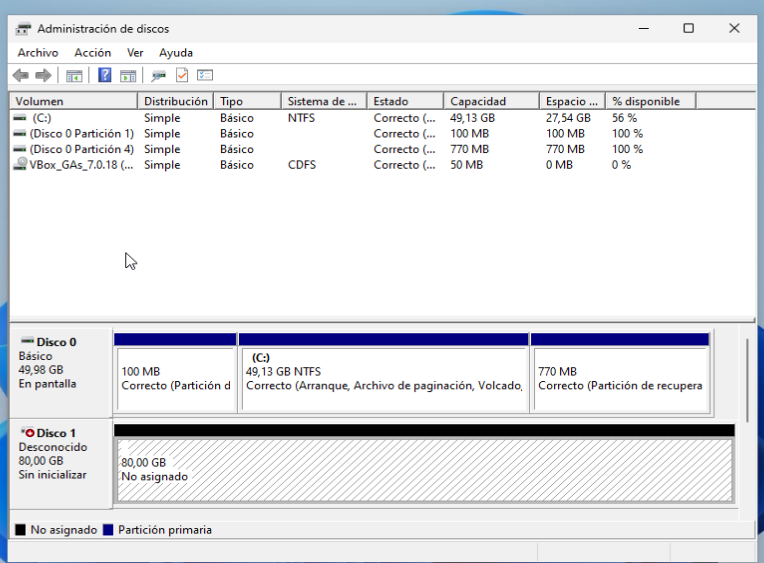 Administración de discos
Archivo Acción Ver Ayuda
Volumen Distribución Tipo Sistema de ... Estado Capacidad Espacio ... % disponible
(C:) Simple Básico NTFS Correcto (... 49,13 GB 27,54 GB 56 %
(Disco 0 Partición 1) Simple Básico Correcto (... 100 MB 100 MB 100 %
(Disco 0 Partición 4) Simple Básico Correcto (... 770 MB 770 MB 100 %
VBox_GAs_7.0.18 (... Simple Básico CDFS Correcto (... 50 MB 0 MB 0 %
Disco 0
Básico
49,98 GB
En pantalla
100 MB
Correcto (Partición d
(C:)
49,13 GB NTFS
Correcto (Arranque, Archivo de paginación, Volcado,
770 MB
Correcto (Partición de recupera
Disco 1
Desconocido
80,00 GB
Sin inicializar
80,00 GB
No asignado
No asignado Partición primaria